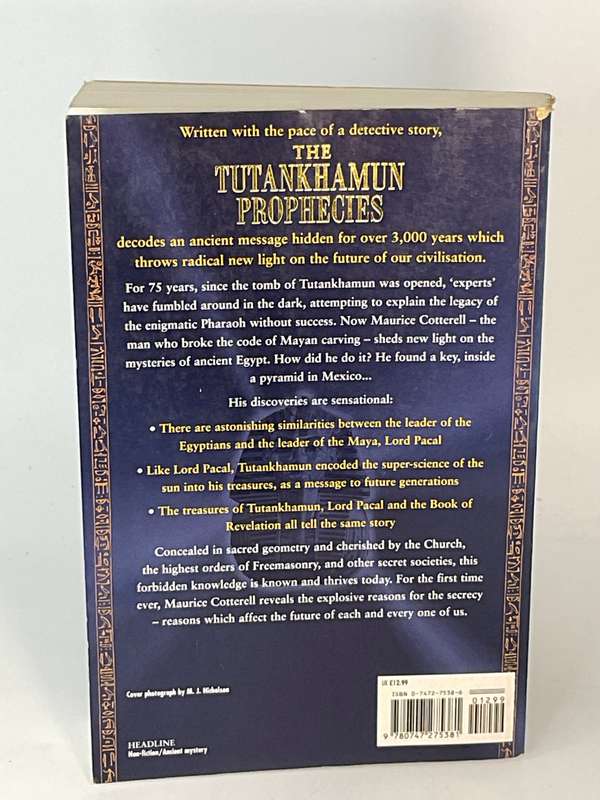 Written with the pace of a detective story,
THE
TUTANKHAMUN
PROPHECIES
decodes an ancient message hidden for over 3,000 years which
throws radical new light on the future of our civilisation.
For 75 years, since the tomb of Tutankhamun was opened, ‘experts’
have fumbled around in the dark, attempting to explain the legacy of
the enigmatic Pharaoh without success. Now Maurice Cotterell – the
man who broke the code of Mayan carving – sheds new light on the
mysteries of ancient Egypt. How did he do it? He found a key, inside
a pyramid in Mexico...
His discoveries are sensational:
• There are astonishing similarities between the leader of the
Egyptians and the leader of the Maya, Lord Pacal
• Like Lord Pacal, Tutankhamun encoded the super-science of the
sun into his treasures, as a message to future generations
• The treasures of Tutankhamun, Lord Pacal and the Book of
Revelation all tell the same story
Concealed in sacred geometry and cherished by the Church,
the highest orders of Freemasonry, and other secret societies, this
forbidden knowledge is known and thrives today. For the first time
ever, Maurice Cotterell reveals the explosive reasons for the secrecy
– reasons which affect the future of each and every one of us.
Cover photograph by M. J. Nicholson
HEADLINE
Non-fiction/Ancient mystery
UK £12.99
ISBN 0-7472-7538-6
01299
9 780747 275381